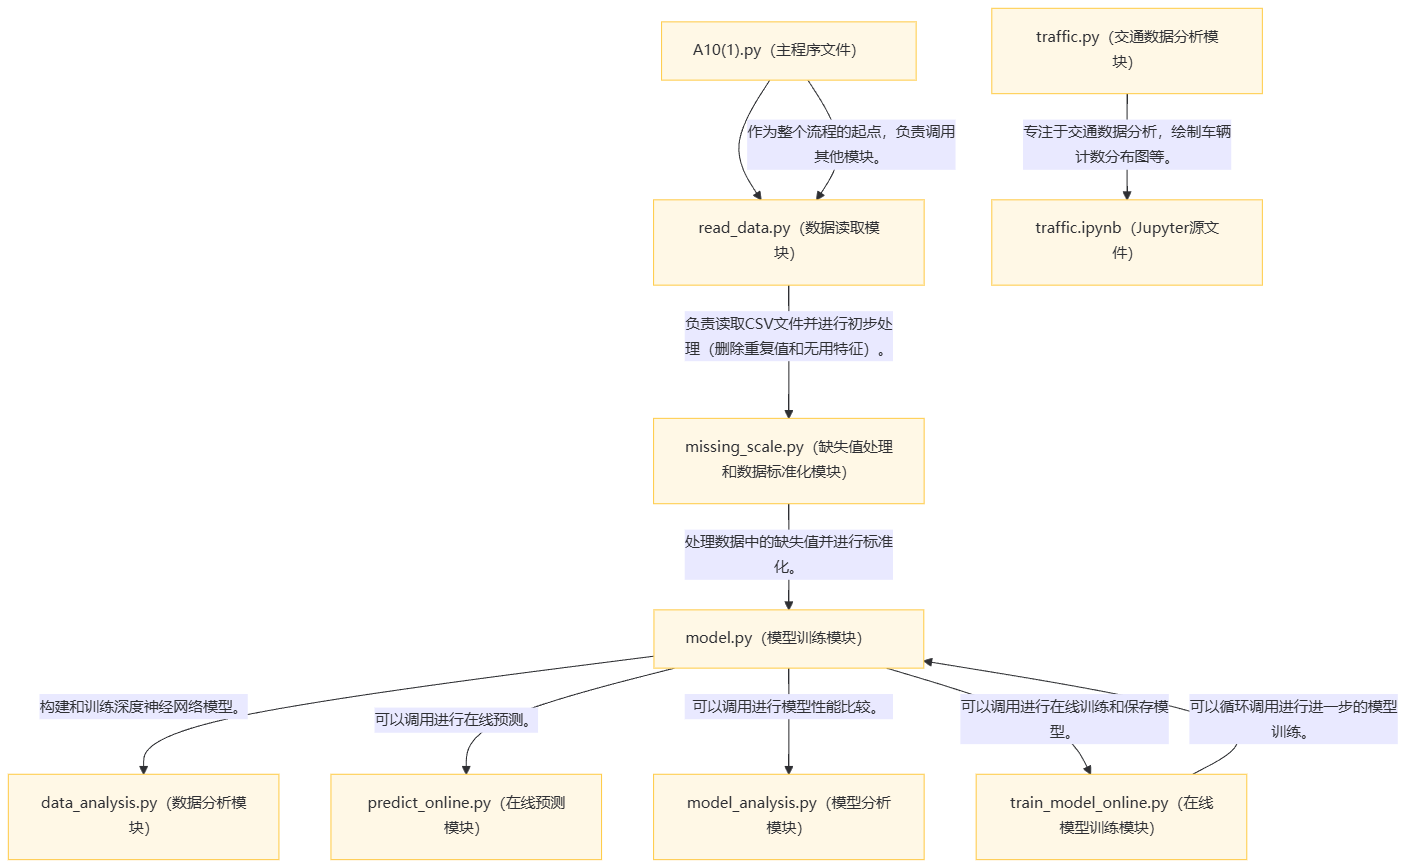 A10(1).py（主程序文件）
traffic.py（交通数据分析模
块）
作为整个流程的起点，负责调用
其他模块。
专注于交通数据分析，绘制车辆
计数分布图等。
read_data.py（数据读取模
块）
traffic.ipynb（Jupyter源文
件）
负责读取CSV文件并进行初步处
理（删除重复值和无用特征）。
missing_scale.py（缺失值处理
和数据标准化模块）
处理数据中的缺失值并进行标准
化。
model.py（模型训练模块）
构建和训练深度神经网络模型。
可以调用进行在线预测。
可以调用进行模型性能比较。
可以调用进行在线训练和保存模
型。
可以循环调用进行进一步的模型
训练。
data_analysis.py（数据分析模
块）
predict_online.py（在线预测
模块）
model_analysis.py（模型分析
模块）
train_model_online.py（在线
模型训练模块）